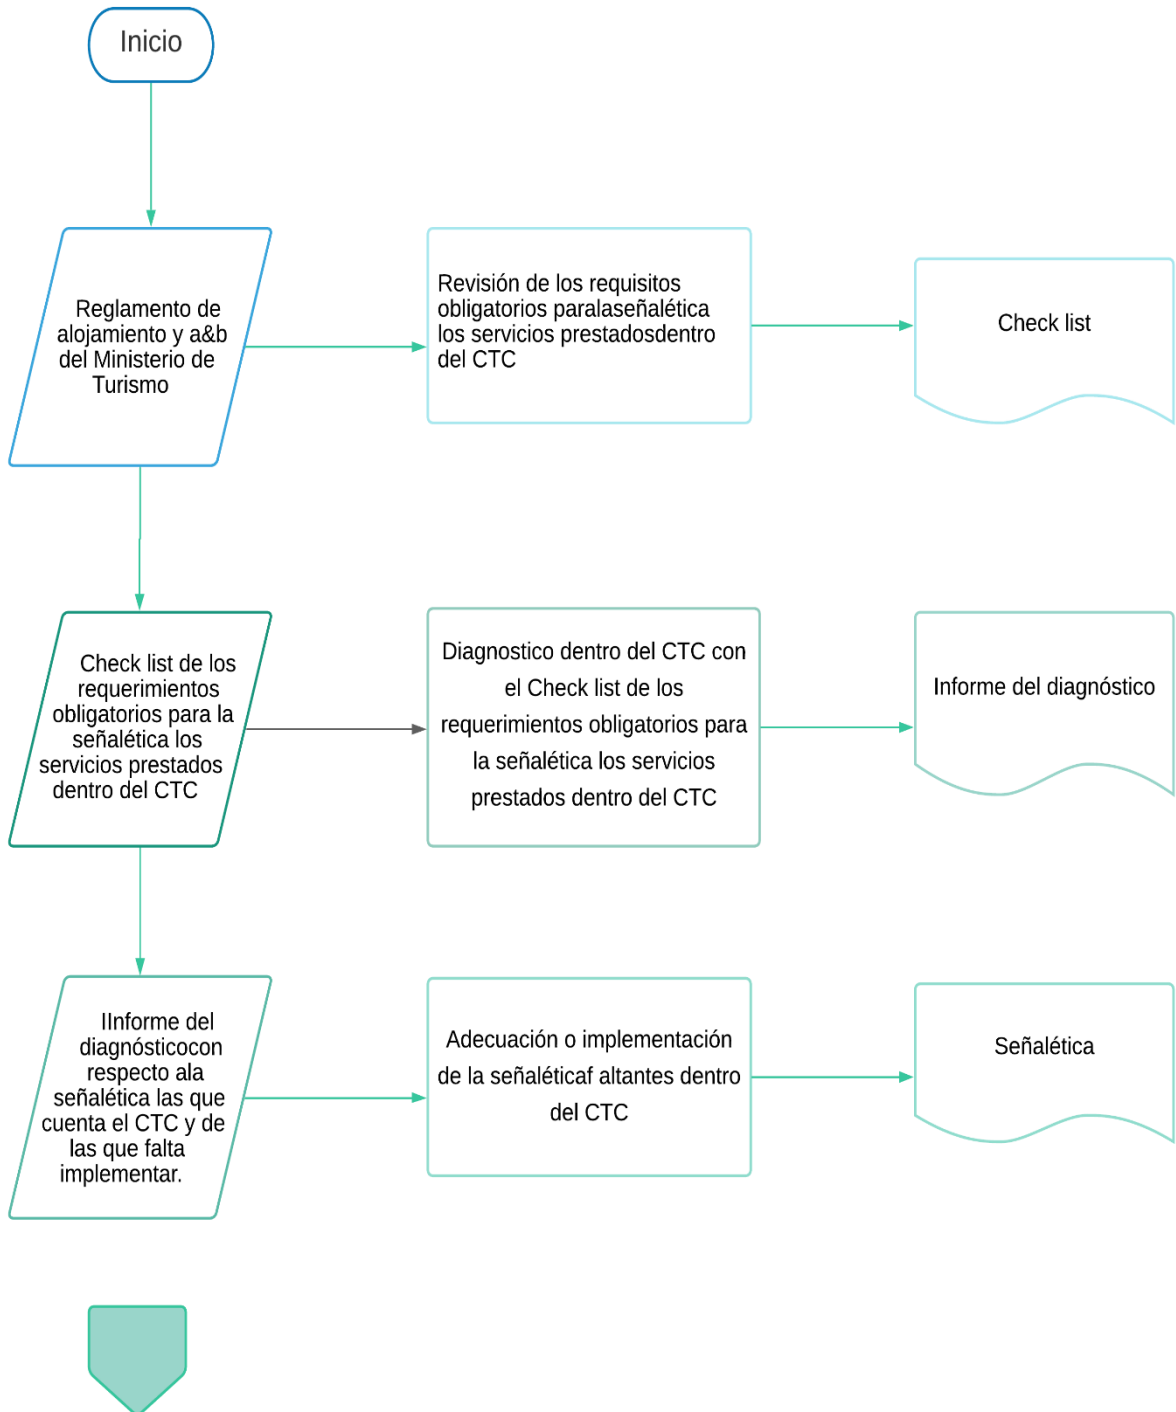 Inicio
Reglamento de
alojamiento y a&b
del Ministerio de
Turismo
Revisión de los requisitos
obligatorios paralaseñalética
los servicios prestadosdentro
del CTC
Check list
Check list de los
requerimientos
obligatorios para la
señalética los
servicios prestados
dentro del CTC
Diagnostico dentro del CTC con
el Check list de los
requerimientos obligatorios para
la señalética los servicios
prestados dentro del CTC
Informe del diagnóstico
IInforme del
diagnósticocon
respecto ala
señalética las que
cuenta el CTC y de
las que falta
implementar.
Adecuación o implementación
de la señaléticaf altantes dentro
del CTC
Señalética